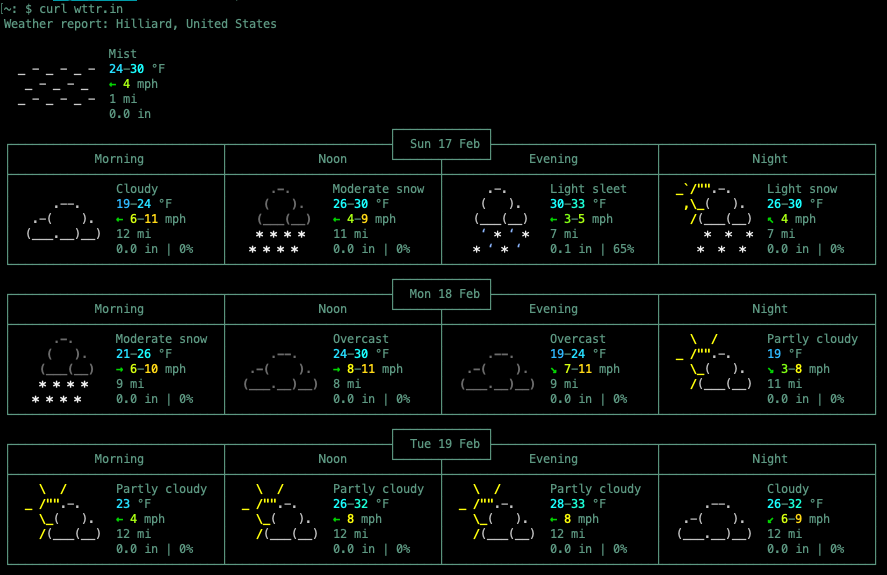 ~: $ curl wttr.in
Weather report: Hilliard, United States
Mist
24–30 °F
← 4 mph
1 mi
0.0 in
Sun 17 Feb
Morning Noon Evening Night
Cloudy Moderate snow Light sleet Light snow
19–24 °F 26–30 °F 30–33 °F 26–30 °F
← 6–11 mph ← 4–9 mph ← 3–5 mph ↖ 4 mph
12 mi 11 mi 7 mi 7 mi
0.0 in | 0% 0.0 in | 0% 0.1 in | 65% 0.0 in | 0%
Mon 18 Feb
Morning Noon Evening Night
Moderate snow Overcast Overcast Partly cloudy
21–26 °F 24–30 °F 19–24 °F 19 °F
→ 6–10 mph → 8–11 mph ↘ 7–11 mph ↘ 3–8 mph
9 mi 8 mi 9 mi 11 mi
0.0 in | 0% 0.0 in | 0% 0.0 in | 0% 0.0 in | 0%
Tue 19 Feb
Morning Noon Evening Night
Partly cloudy Partly cloudy Partly cloudy Cloudy
23 °F 26–32 °F 28–33 °F 26–32 °F
← 4 mph ← 8 mph ← 8 mph ↙ 6–9 mph
12 mi 12 mi 12 mi 12 mi
0.0 in | 0% 0.0 in | 0% 0.0 in | 0% 0.0 in | 0%